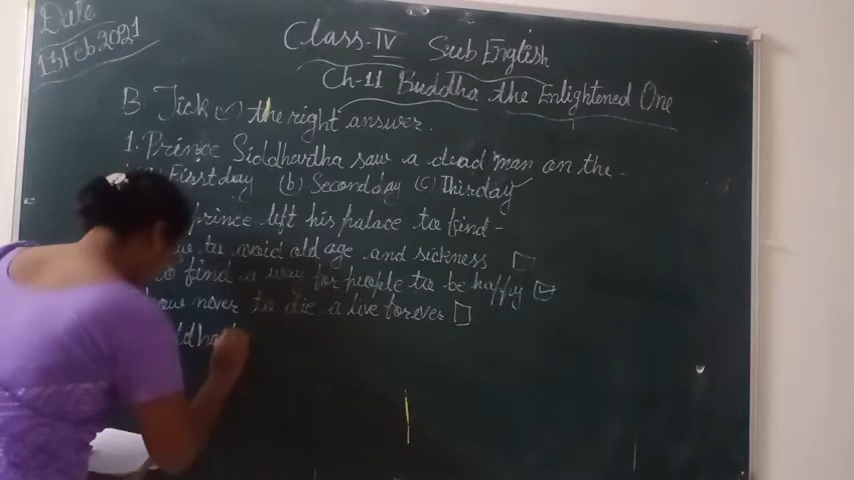 Date
13 Feb 2021
Class-IV Sub English
Ch-11 Buddha the Enlightened One
B Tick (✓) the right answer.
1. Prince Siddhartha saw a dead man on the -
First day (b) Second day (c) Third day ✓
prince left his palace to find -
to avoid old age and sickness
to find a way for people to be happy ✓
never to die a live forever